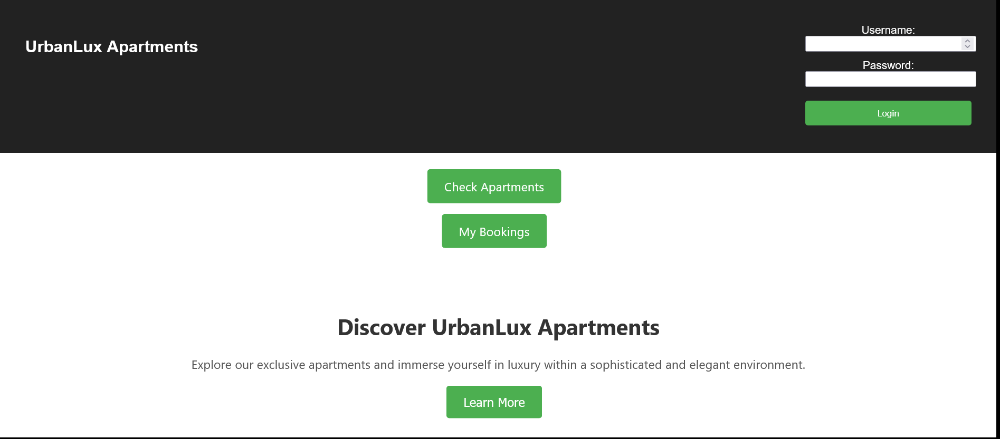 UrbanLux Apartments
Username:
Password:
Login
Check Apartments
My Bookings
Discover UrbanLux Apartments
Explore our exclusive apartments and immerse yourself in luxury within a sophisticated and elegant environment.
Learn More